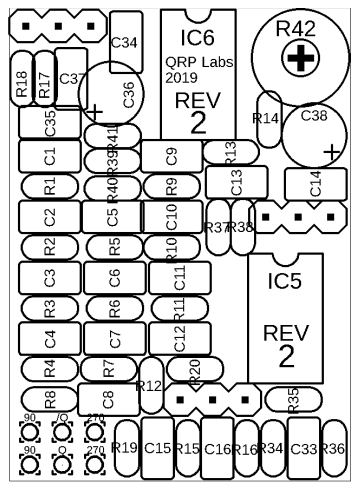 C34
IC6
R42
QRP Labs
2019
REV
2
R18
R17
C37
C36
+
R14
C38
+
C35
R41
C1
R39
C9
R13
R1
R40
R9
C13
C14
C2
C5
C10
R37
R38
R2
R5
R10
C3
C6
C11
IC5
R3
R6
R11
REV
2
C4
C7
C12
R4
R7
R12
R20
R8
C8
R35
90
/Q
270
90
O
270
R19
C15
R15
C16
R16
R34
C33
R36